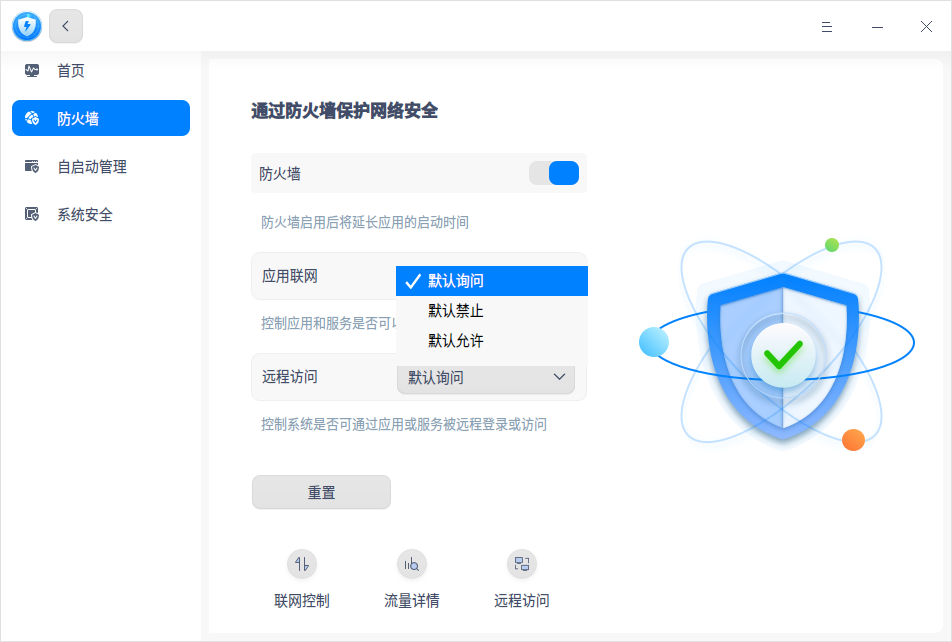 首页
防火墙
自启动管理
系统安全
通过防火墙保护网络安全
防火墙
防火墙启用后将延长应用的启动时间
应用联网
默认询问
默认禁止
默认允许
控制应用和服务是否可
远程访问
默认询问
控制系统是否可通过应用或服务被远程登录或访问
重置
联网控制
流量详情
远程访问